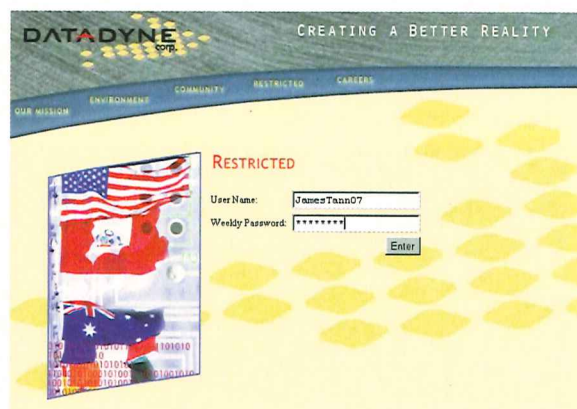 DATADYNE
corp.
CREATING A BETTER REALITY
OUR MISSION
ENVIRONMENT
COMMUNITY
RESTRICTED
CAREERS
RESTRICTED
User Name: JamesTann07
Weekly Password: ********
Enter